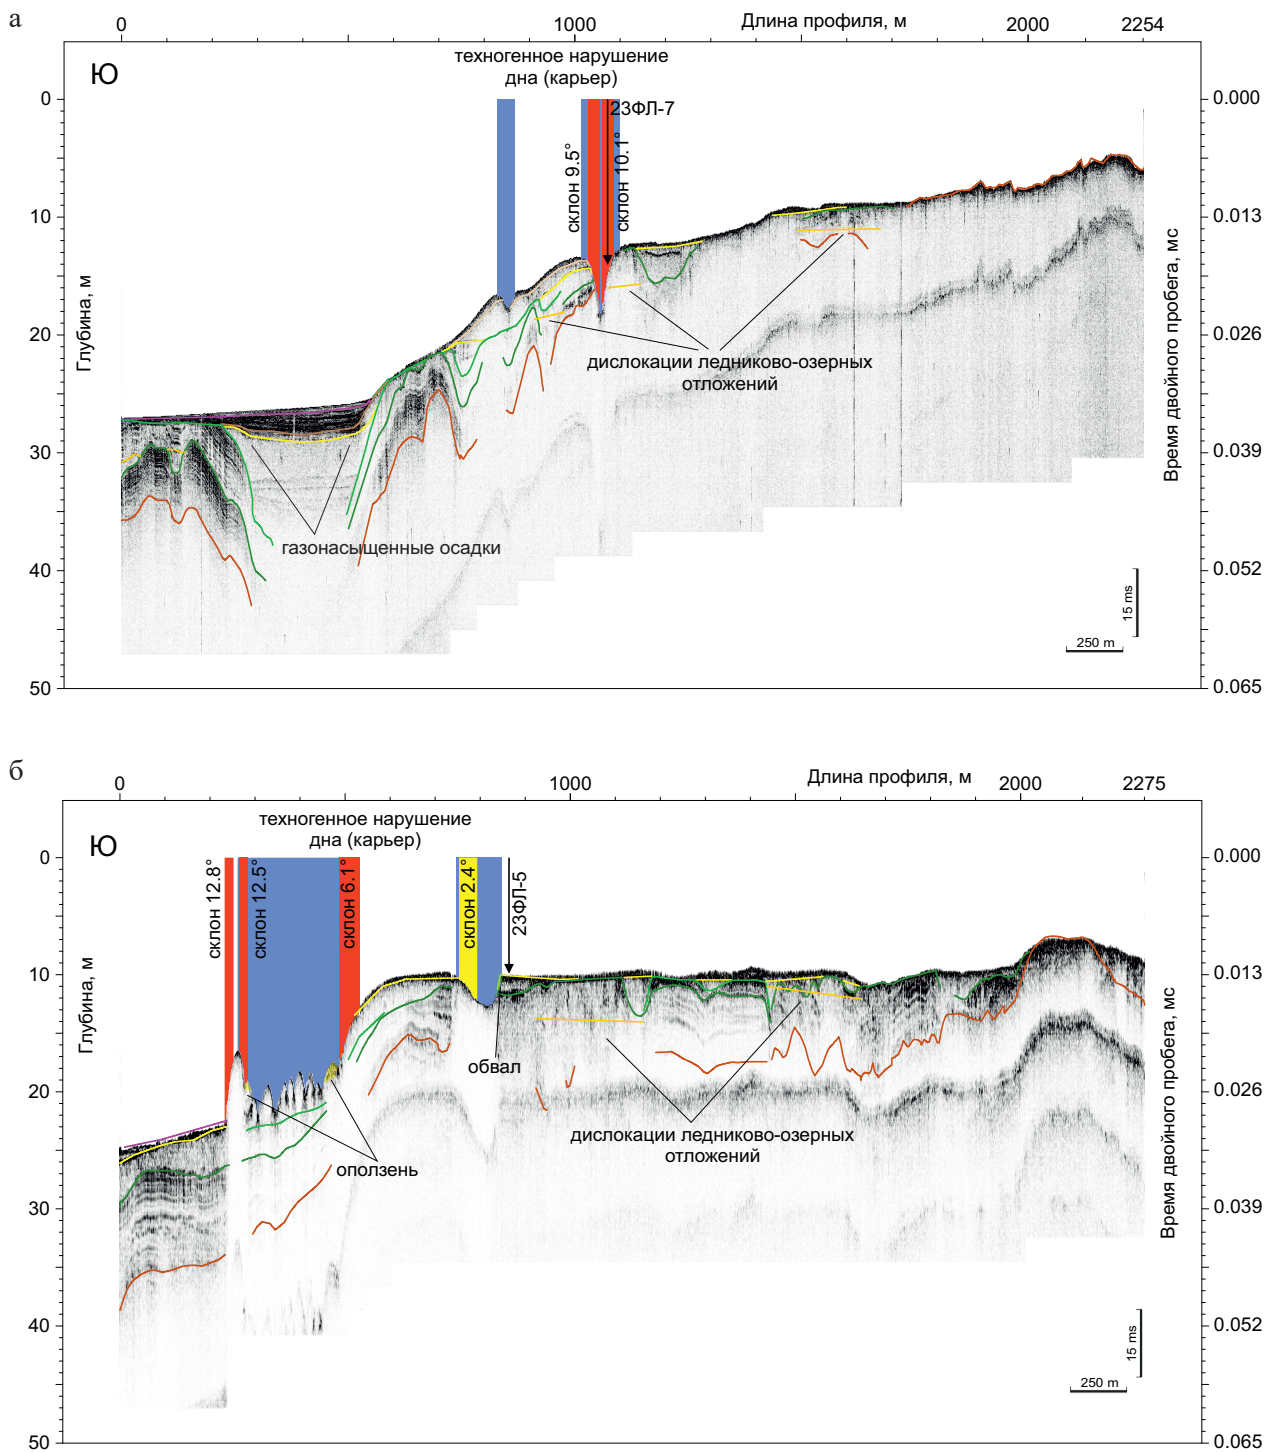 а
0 1000 Длина профиля, м 2000 2254
техногенное нарушение
дна (карьер)
Ю
0 0.000
23ФЛ-7
склон 9.5°
склон 10.1°
10 0.013
20 0.026
дислокации ледниково-озерных
отложений
Глубина, м
Время двойного пробега, мс
30 0.039
газонасыщенные осадки
40 0.052
15 ms
250 m
50 0.065
б
0 1000 Длина профиля, м 2000 2275
техногенное нарушение
дна (карьер)
Ю
0 0.000
склон 12.8°
склон 12.5°
склон 6.1°
склон 2.4°
23ФЛ-5
10 0.013
Глубина, м
Время двойного пробега, мс
обвал
20 0.026
дислокации ледниково-озерных
отложений
оползень
30 0.039
40 0.052
15 ms
250 m
50 0.065